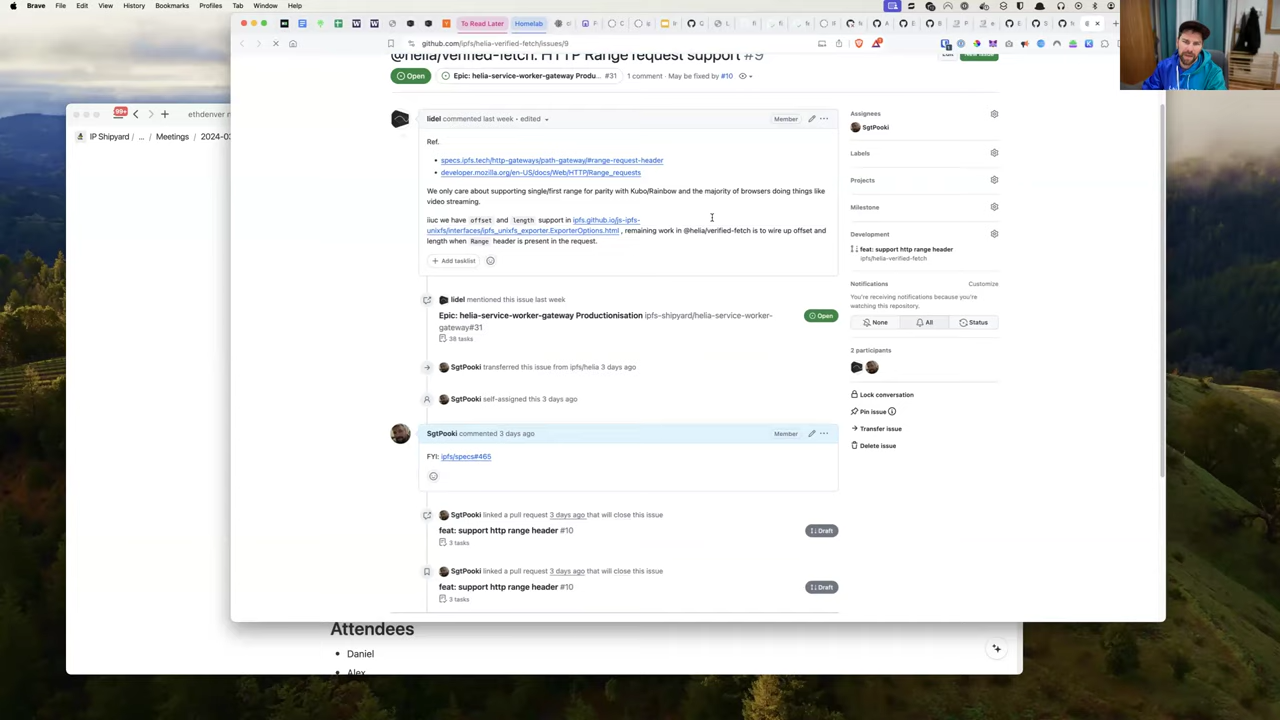 Brave File Edit View History Bookmarks Profiles Tab Window Help
To Read Later
Homelab
github.com/ipfs/helia-verified-fetch/issues/9
99+
ethdenver
IP Shipyard / ... / Meetings /
@helia/verified-fetch: HTTP Range request support #9
Open
Epic: helia-service-worker-gateway Produ... #31
1 comment · May be fixed by #10
lidel commented last week • edited
Member
Ref.
• specs.ipfs.tech/http-gateways/path-gateway/#range-request-header
• developer.mozilla.org/en-US/docs/Web/HTTP/Range_requests
We only care about supporting single/first range for parity with Kubo/Rainbow and the majority of browsers doing things like
video streaming.
iiuc we have offset and length support in ipfs.github.io/js-ipfs-
unixfs/interfaces/ipfs_unixfs_exporter.ExporterOptions.html , remaining work in @helia/verified-fetch is to wire up offset and
length when Range header is present in the request.
Add tasklist
lidel mentioned this issue last week
Epic: helia-service-worker-gateway Productionisation ipfs-shipyard/helia-service-worker-
gateway#31
Open
38 tasks
SgtPooki transferred this issue from ipfs/helia 3 days ago
SgtPooki self-assigned this 3 days ago
SgtPooki commented 3 days ago
Member
FYI: ipfs/specs#465
SgtPooki linked a pull request 3 days ago that will close this issue
feat: support http range header #10
Draft
3 tasks
SgtPooki linked a pull request 3 days ago that will close this issue
feat: support http range header #10
Draft
3 tasks
Assignees
SgtPooki
Labels
Projects
Milestone
Development
feat: support http range header
ipfs/helia-verified-fetch
Notifications
Customize
You're receiving notifications because you're
watching this repository.
None
All
Status
2 participants
Lock conversation
Pin issue
Transfer issue
Delete issue
Attendees
• Daniel
• Alex